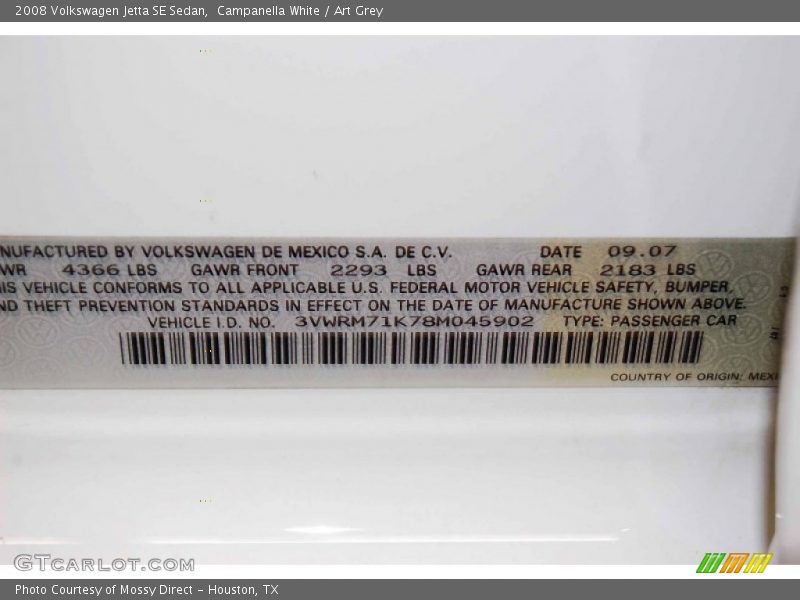 2008 Volkswagen Jetta SE Sedan,  Campanella White / Art Grey
NUFACTURED BY VOLKSWAGEN DE MEXICO S.A. DE C.V. DATE 09.07
WR 4366 LBS GAWR FRONT 2293 LBS GAWR REAR 2183 LBS
IS VEHICLE CONFORMS TO ALL APPLICABLE U.S. FEDERAL MOTOR VEHICLE SAFETY, BUMPER,
ND THEFT PREVENTION STANDARDS IN EFFECT ON THE DATE OF MANUFACTURE SHOWN ABOVE.
VEHICLE I.D. NO. 3VWRM71K78M045902 TYPE: PASSENGER CAR
COUNTRY OF ORIGIN: MEXI
GTCARLOT.COM
Photo Courtesy of Mossy Direct – Houston, TX